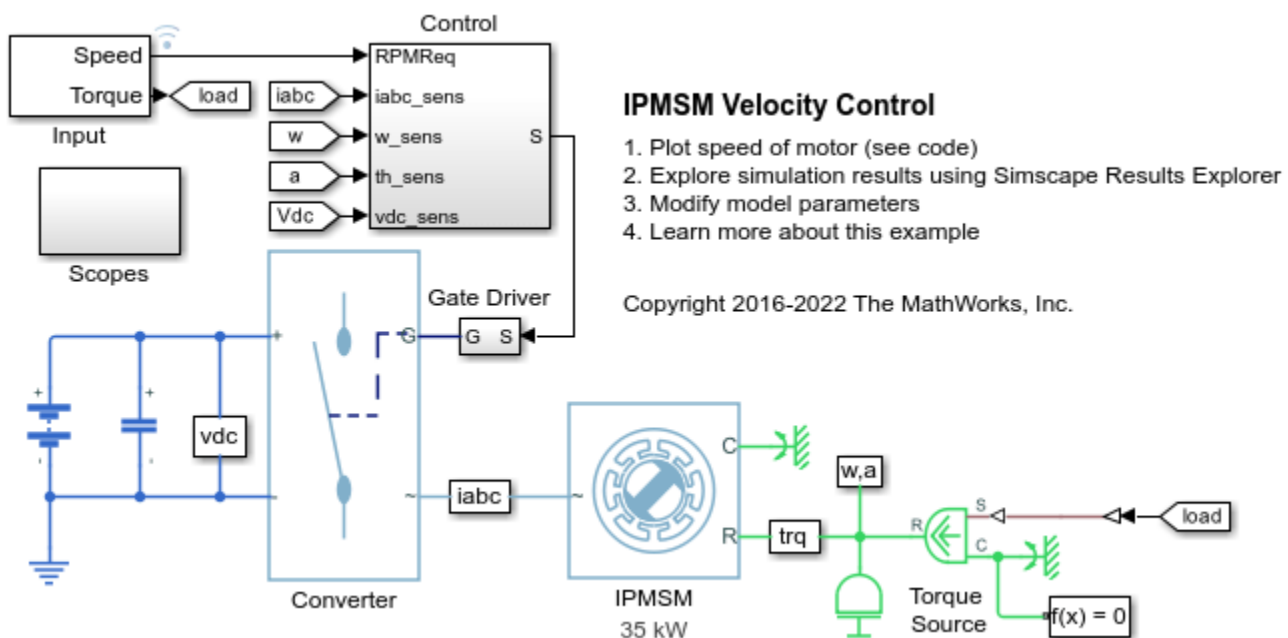 Control
Speed
Torque
load
Input
RPMReq
iabc
iabc_sens
w
w_sens
a
th_sens
Vdc
vdc_sens
S
Scopes
IPMSM Velocity Control
1. Plot speed of motor (see code)
2. Explore simulation results using Simscape Results Explorer
3. Modify model parameters
4. Learn more about this example
Copyright 2016-2022 The MathWorks, Inc.
Gate Driver
G
G S
+
+
+
-
-
-
vdc
~
iabc
~
Converter
C
R
IPMSM
35 kW
trq
w,a
R
S
C
load
Torque
Source
f(x) = 0